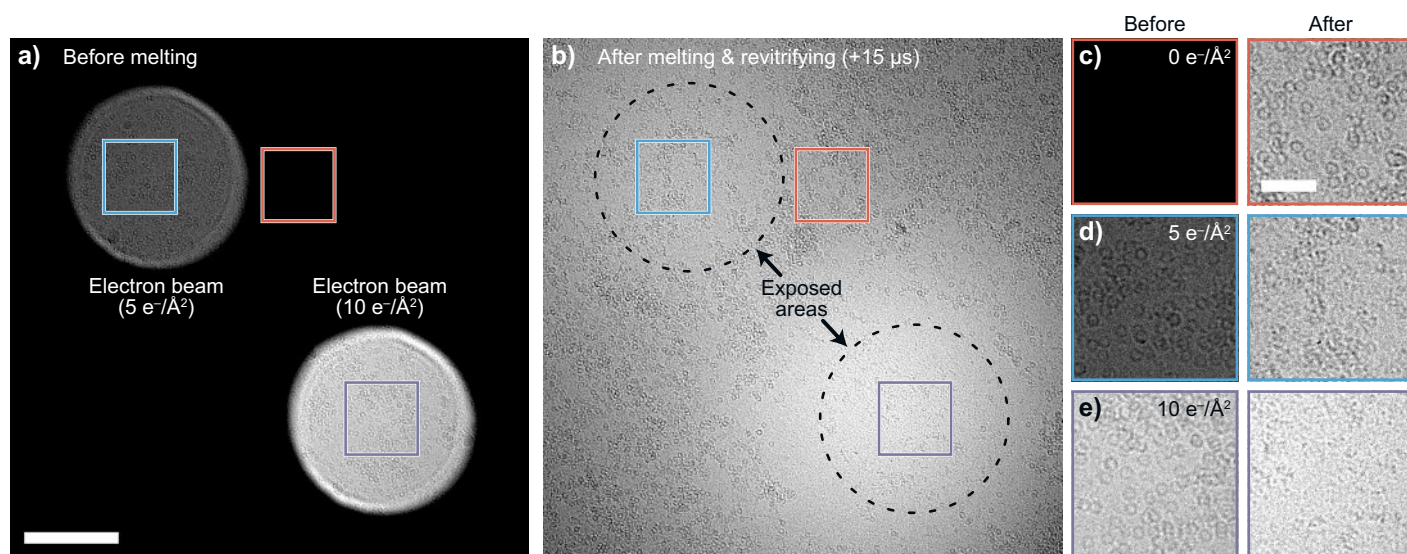 a) Before melting
Electron beam
(5 e⁻/Å²)
Electron beam
(10 e⁻/Å²)
b) After melting & revitrifying (+15 µs)
Exposed
areas
Before
After
c) 0 e⁻/Å²
d) 5 e⁻/Å²
e) 10 e⁻/Å²